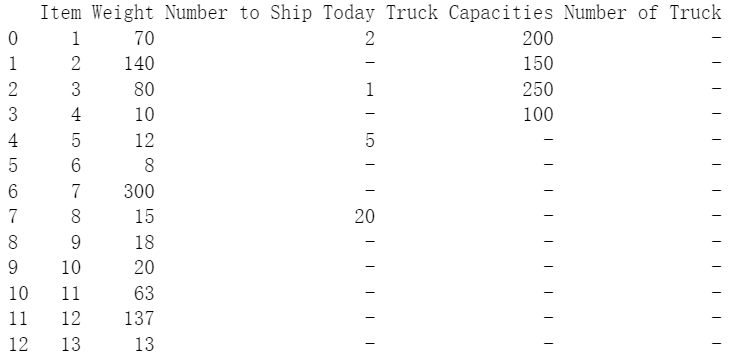 Item Weight Number to Ship Today Truck Capacities Number of Truck
0 1 70 2 200 -
1 2 140 - 150 -
2 3 80 1 250 -
3 4 10 - 100 -
4 5 12 5 - -
5 6 8 - - -
6 7 300 - - -
7 8 15 20 - -
8 9 18 - - -
9 10 20 - - -
10 11 63 - - -
11 12 137 - - -
12 13 13 - - -